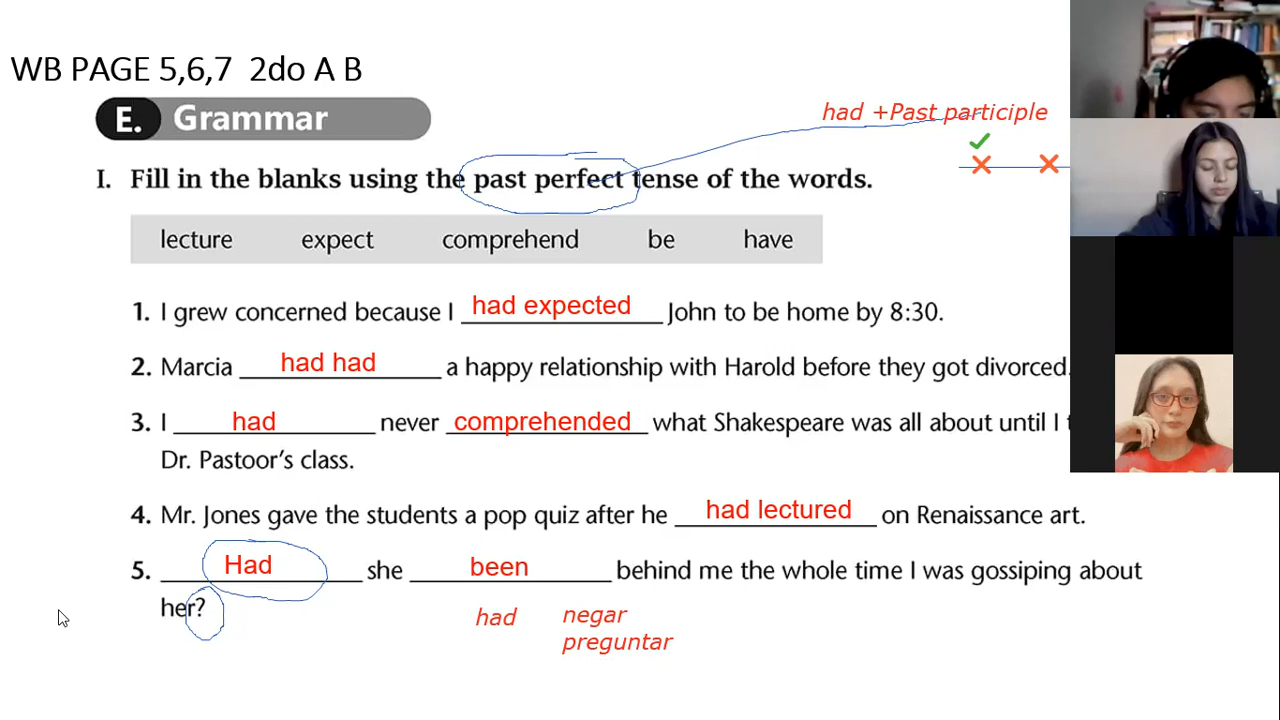 WB PAGE 5,6,7 2do A B
E. Grammar
had +Past participle
I. Fill in the blanks using the past perfect tense of the words.
lecture expect comprehend be have
1. I grew concerned because I had expected John to be home by 8:30.
2. Marcia had had a happy relationship with Harold before they got divorced.
3. I had never comprehended what Shakespeare was all about until I
Dr. Pastoor's class.
4. Mr. Jones gave the students a pop quiz after he had lectured on Renaissance art.
5. Had she been behind me the whole time I was gossiping about
her?
had negar
preguntar